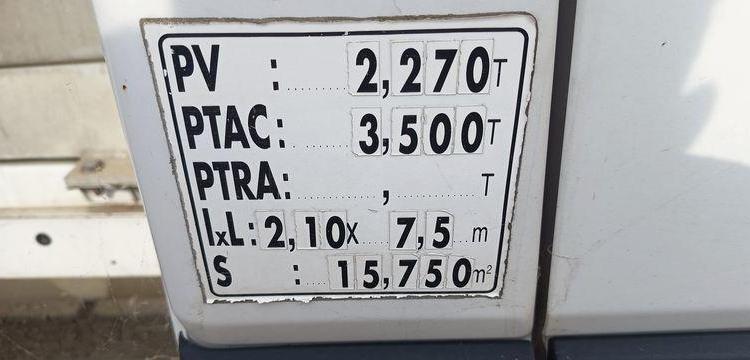 PV : ........ 2,270 T
PTAC: ....... 3,500 T
PTRA: .............. , .............. T
lxL: 2,10 x .... 7,5 .. m
S : .... 15,750 m²